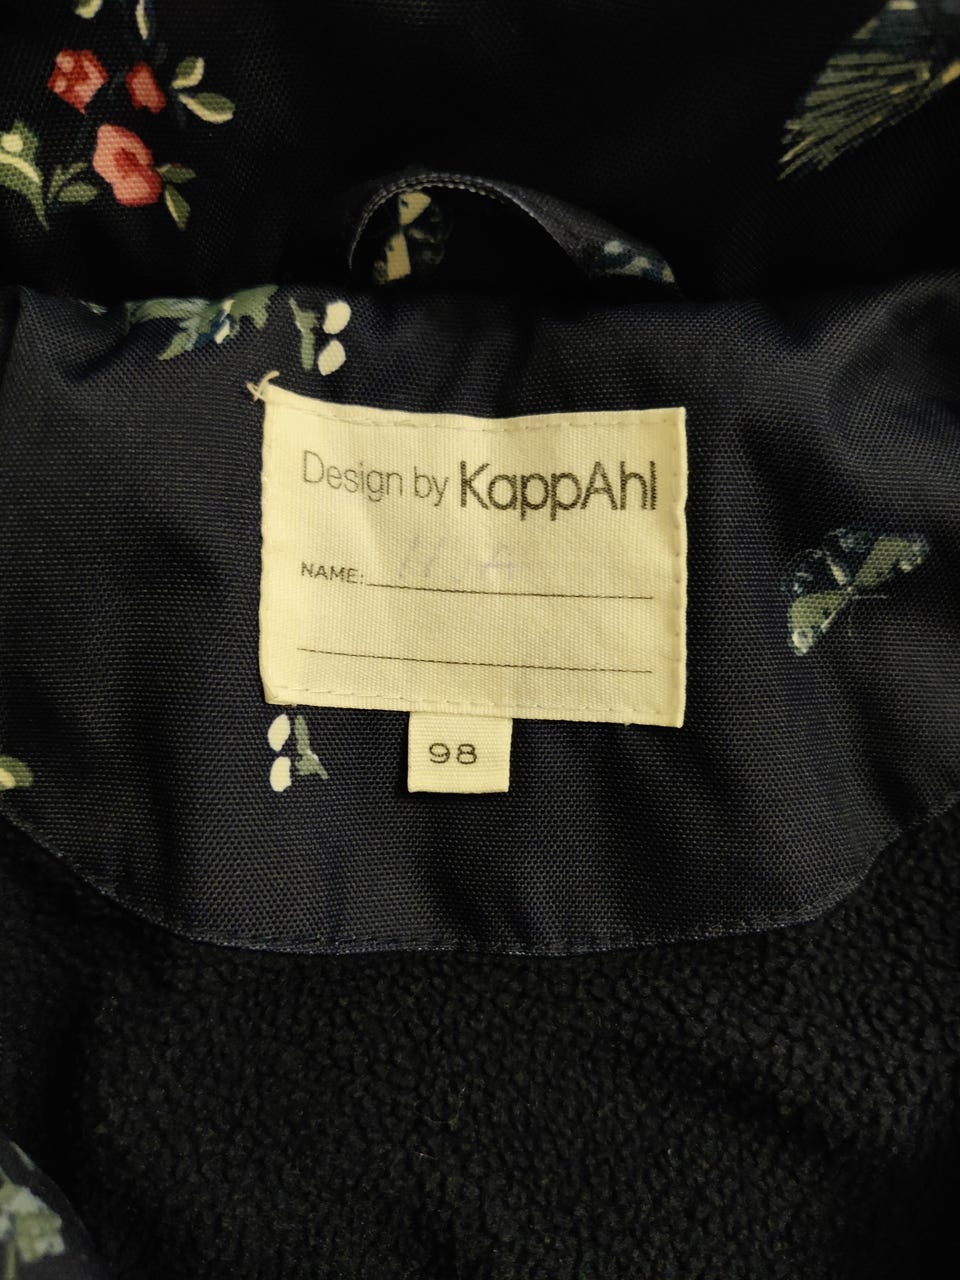 Design by KappAhl
NAME: H A
98